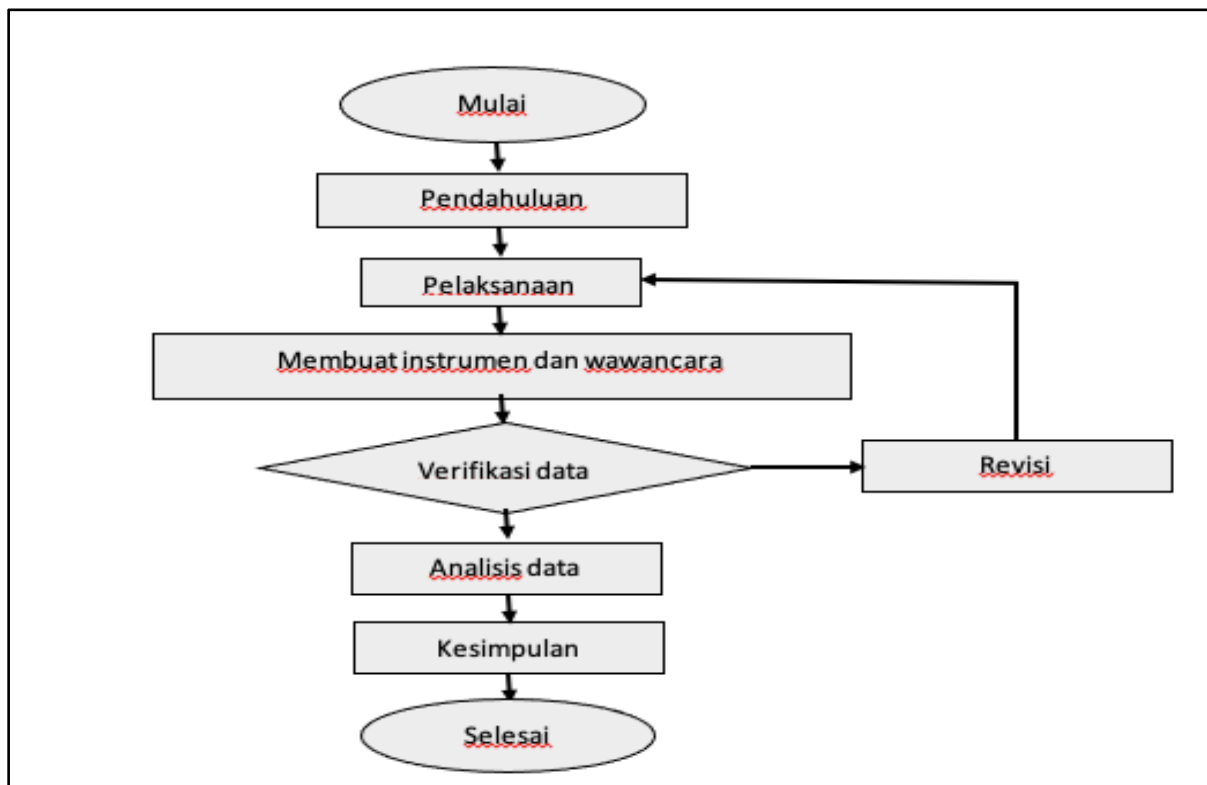 Mulai
Pendahuluan
Pelaksanaan
Membuat instrumen dan wawancara
Verifikasi data
Revisi
Analisis data
Kesimpulan
Selesai